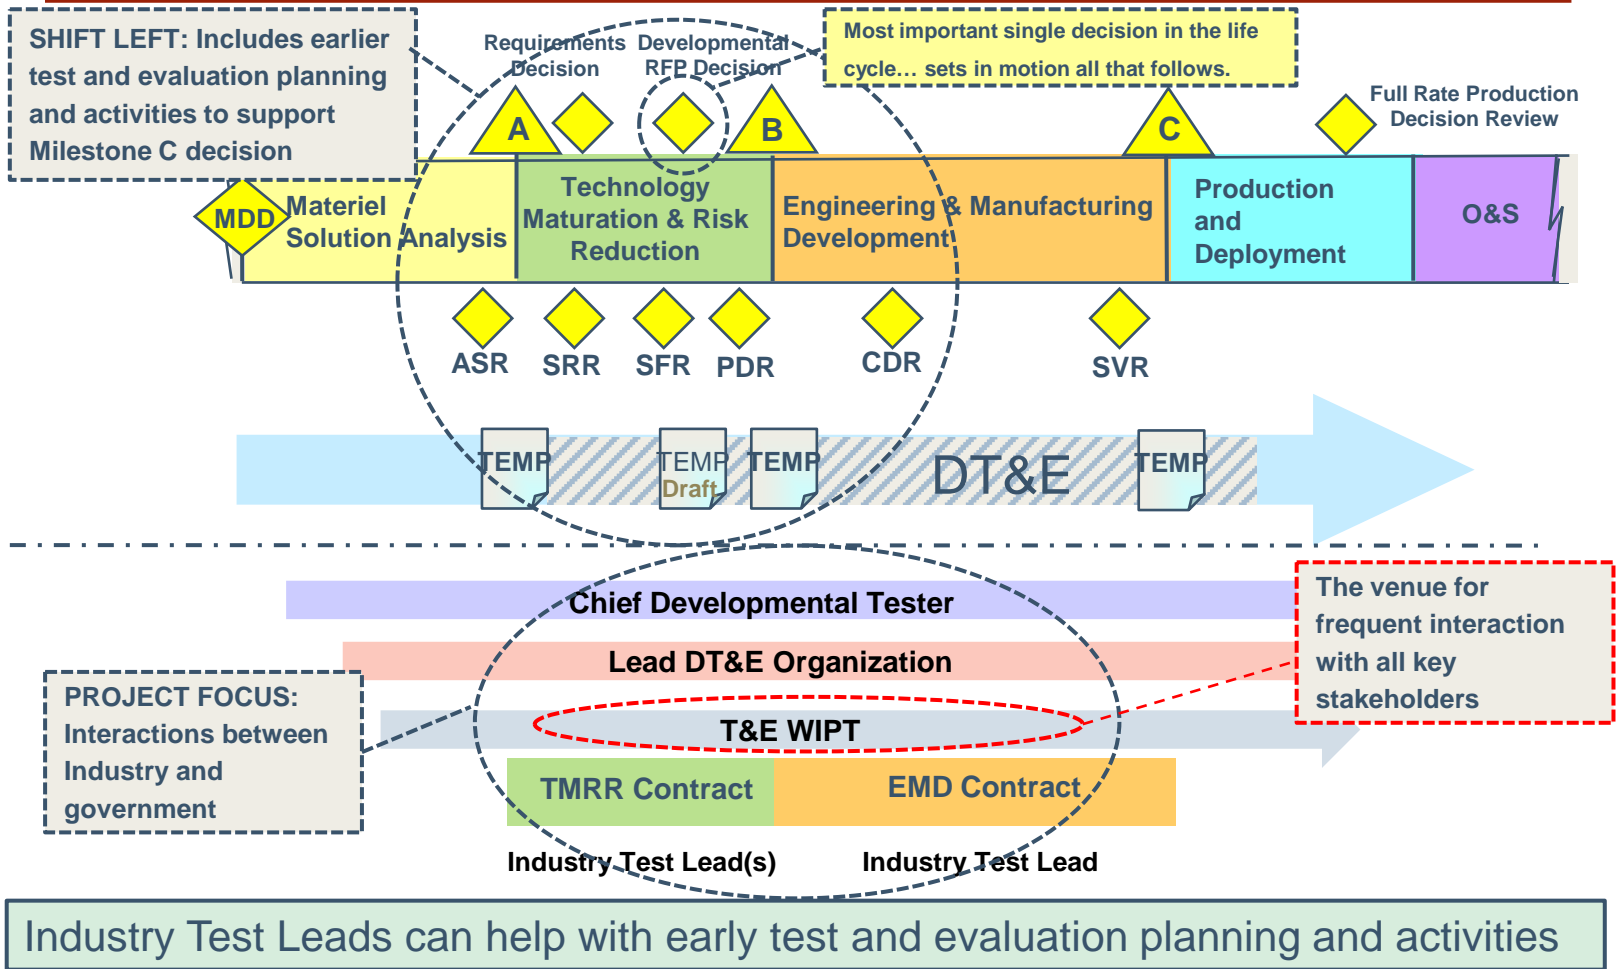 SHIFT LEFT: Includes earlier
test and evaluation planning
and activities to support
Milestone C decision
Requirements
Decision
Developmental
RFP Decision
Most important single decision in the life
cycle… sets in motion all that follows.
Full Rate Production
Decision Review
A
B
C
MDD
Materiel
Solution Analysis
Technology
Maturation & Risk
Reduction
Engineering & Manufacturing
Development
Production
and
Deployment
O&S
ASR
SRR
SFR
PDR
CDR
SVR
TEMP
TEMP
Draft
TEMP
DT&E
TEMP
Chief Developmental Tester
Lead DT&E Organization
T&E WIPT
The venue for
frequent interaction
with all key
stakeholders
PROJECT FOCUS:
Interactions between
Industry and
government
TMRR Contract
EMD Contract
Industry Test Lead(s)
Industry Test Lead
Industry Test Leads can help with early test and evaluation planning and activities